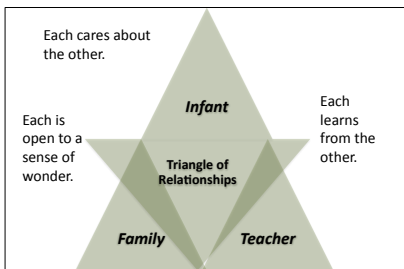 Each cares about
the other.
Infant
Each is
open to a
sense of
wonder.
Each
learns
from the
other.
Triangle of
Relationships
Family
Teacher